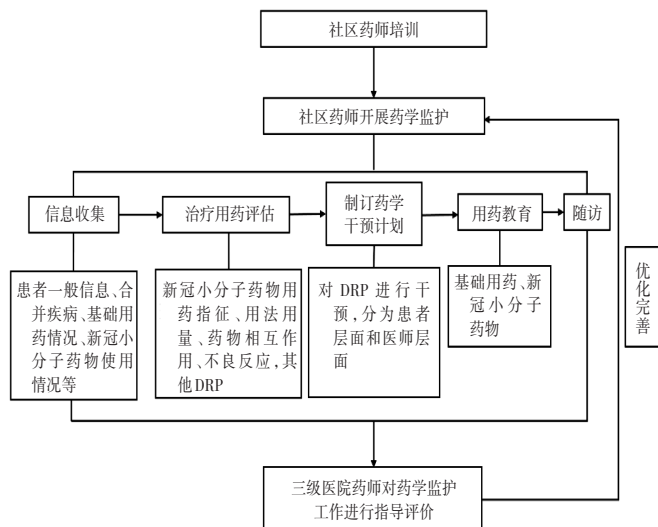 社区药师培训
社区药师开展药学监护
信息收集
治疗用药评估
制订药学
干预计划
用药教育
随访
患者一般信息、合
并疾病、基础用
药情况、新冠小
分子药物使用
情况等
新冠小分子药物用
药指征、用法用
量、药物相互作
用、不良反应,其
他DRP
对DRP进行干
预,分为患者
层面和医师层
面
基础用药、新
冠小分子
药物
优化完善
三级医院药师对药学监护
工作进行指导评价